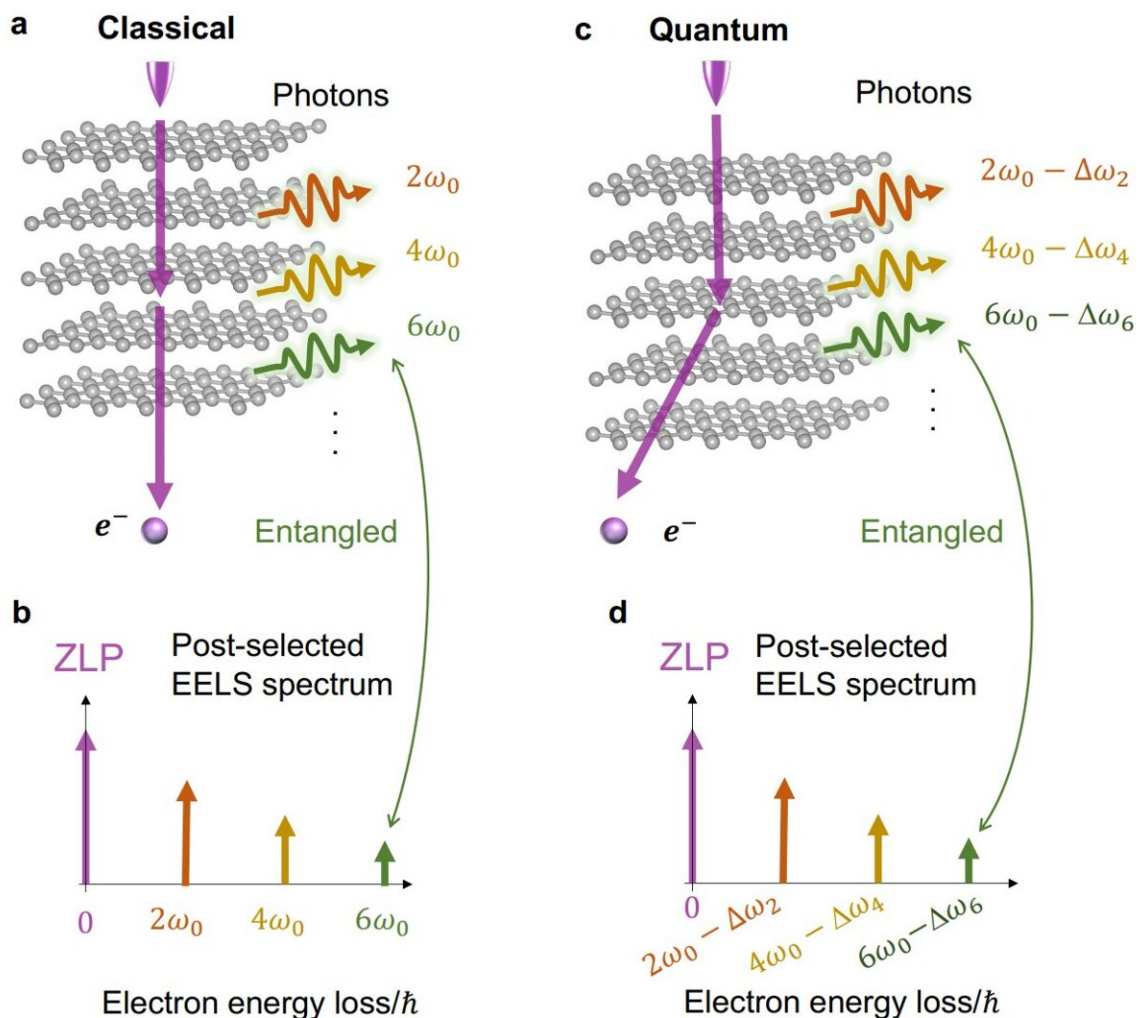 a
Classical
Photons
2ω₀
4ω₀
6ω₀
⋮
e⁻
Entangled
b
ZLP
Post-selected
EELS spectrum
0
2ω₀
4ω₀
6ω₀
Electron energy loss/ℏ
c
Quantum
Photons
2ω₀ − Δω₂
4ω₀ − Δω₄
6ω₀ − Δω₆
⋮
e⁻
Entangled
d
ZLP
Post-selected
EELS spectrum
0
2ω₀ − Δω₂
4ω₀ − Δω₄
6ω₀−Δω₆
Electron energy loss/ℏ